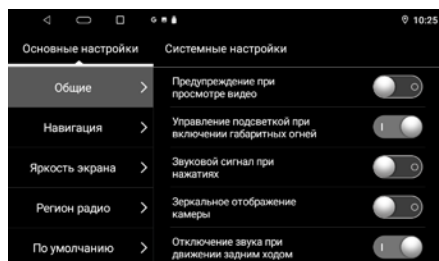 10:25
Основные настройки
Системные настройки
Общие
Навигация
Яркость экрана
Регион радио
По умолчанию
Предупреждение при
просмотре видео
Управление подсветкой при
включении габаритных огней
Звуковой сигнал при
нажатиях
Зеркальное отображение
камеры
Отключение звука при
движении задним ходом